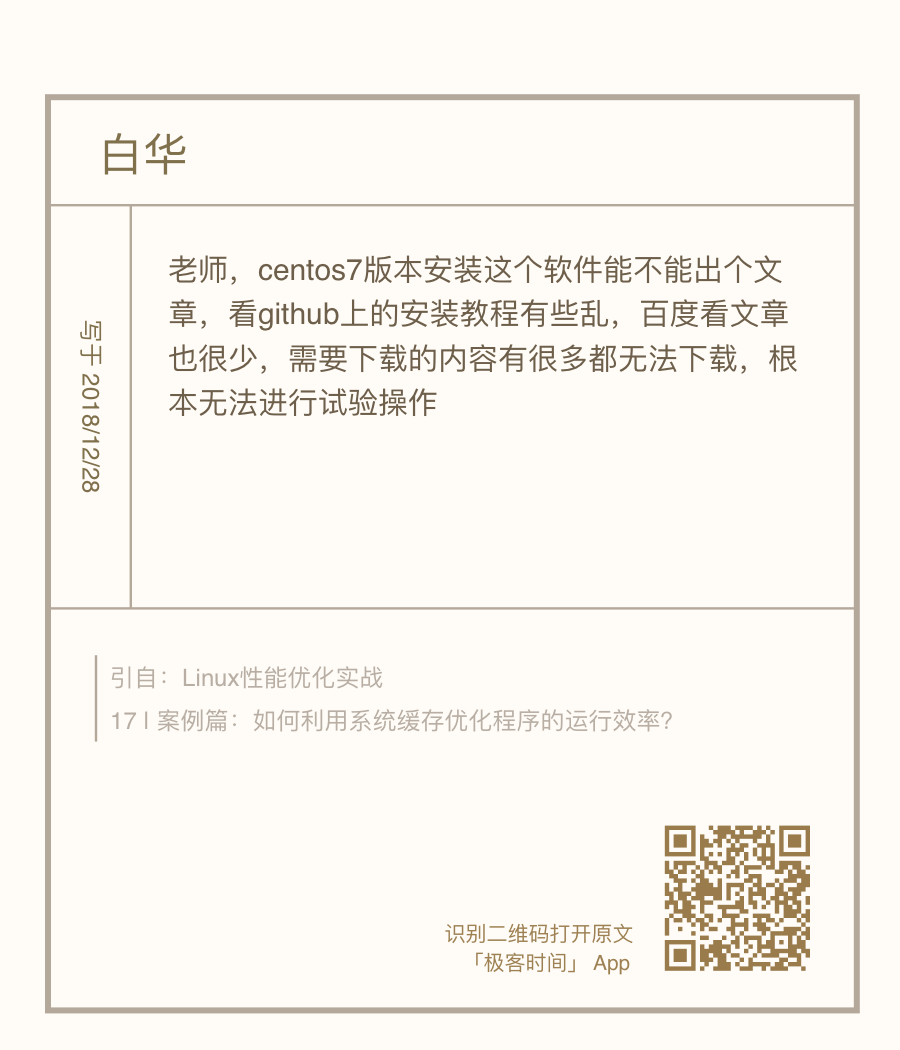 白华
写于 2018/12/28
老师，centos7版本安装这个软件能不能出个文
章，看github上的安装教程有些乱，百度看文章
也很少，需要下载的内容有很多都无法下载，根
本无法进行试验操作
引自：Linux性能优化实战
17 | 案例篇：如何利用系统缓存优化程序的运行效率?
识别二维码打开原文
「极客时间」 App